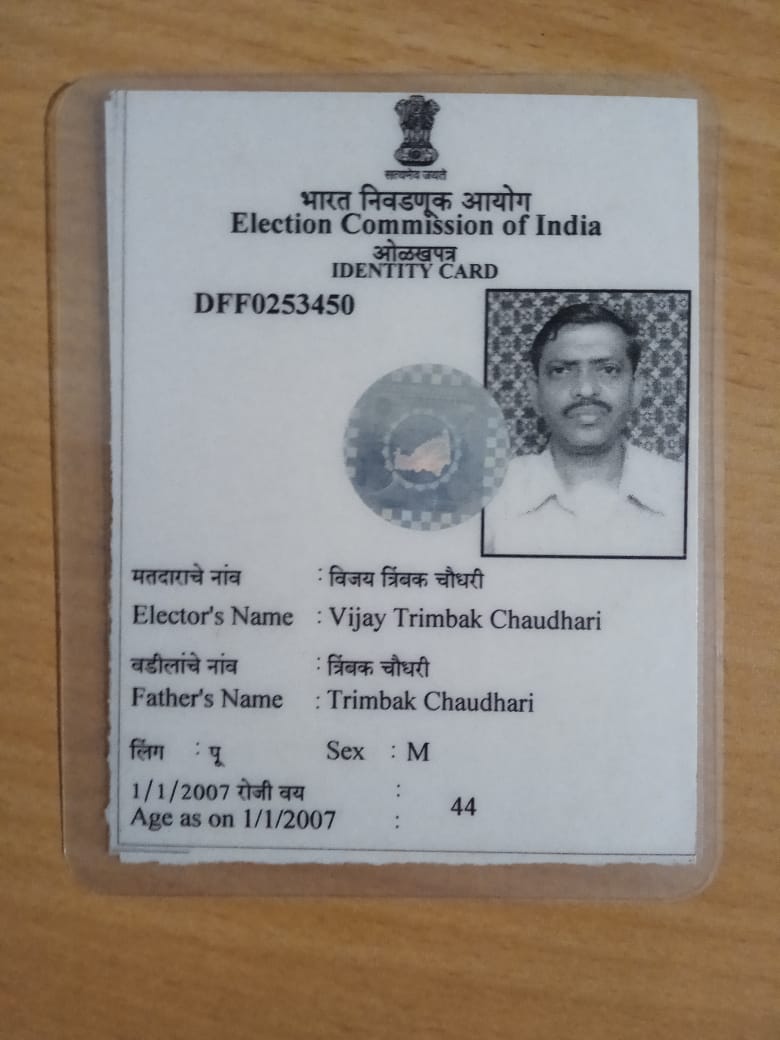 सत्यमेव जयते
भारत निवडणूक आयोग
Election Commission of India
ओळखपत्र
IDENTITY CARD
DFF0253450
मतदाराचे नांव : विजय त्रिंबक चौधरी
Elector's Name : Vijay Trimbak Chaudhari
वडीलांचे नांव : त्रिंबक चौधरी
Father's Name : Trimbak Chaudhari
लिंग : पू Sex : M
1/1/2007 रोजी वय :
Age as on 1/1/2007 : 44